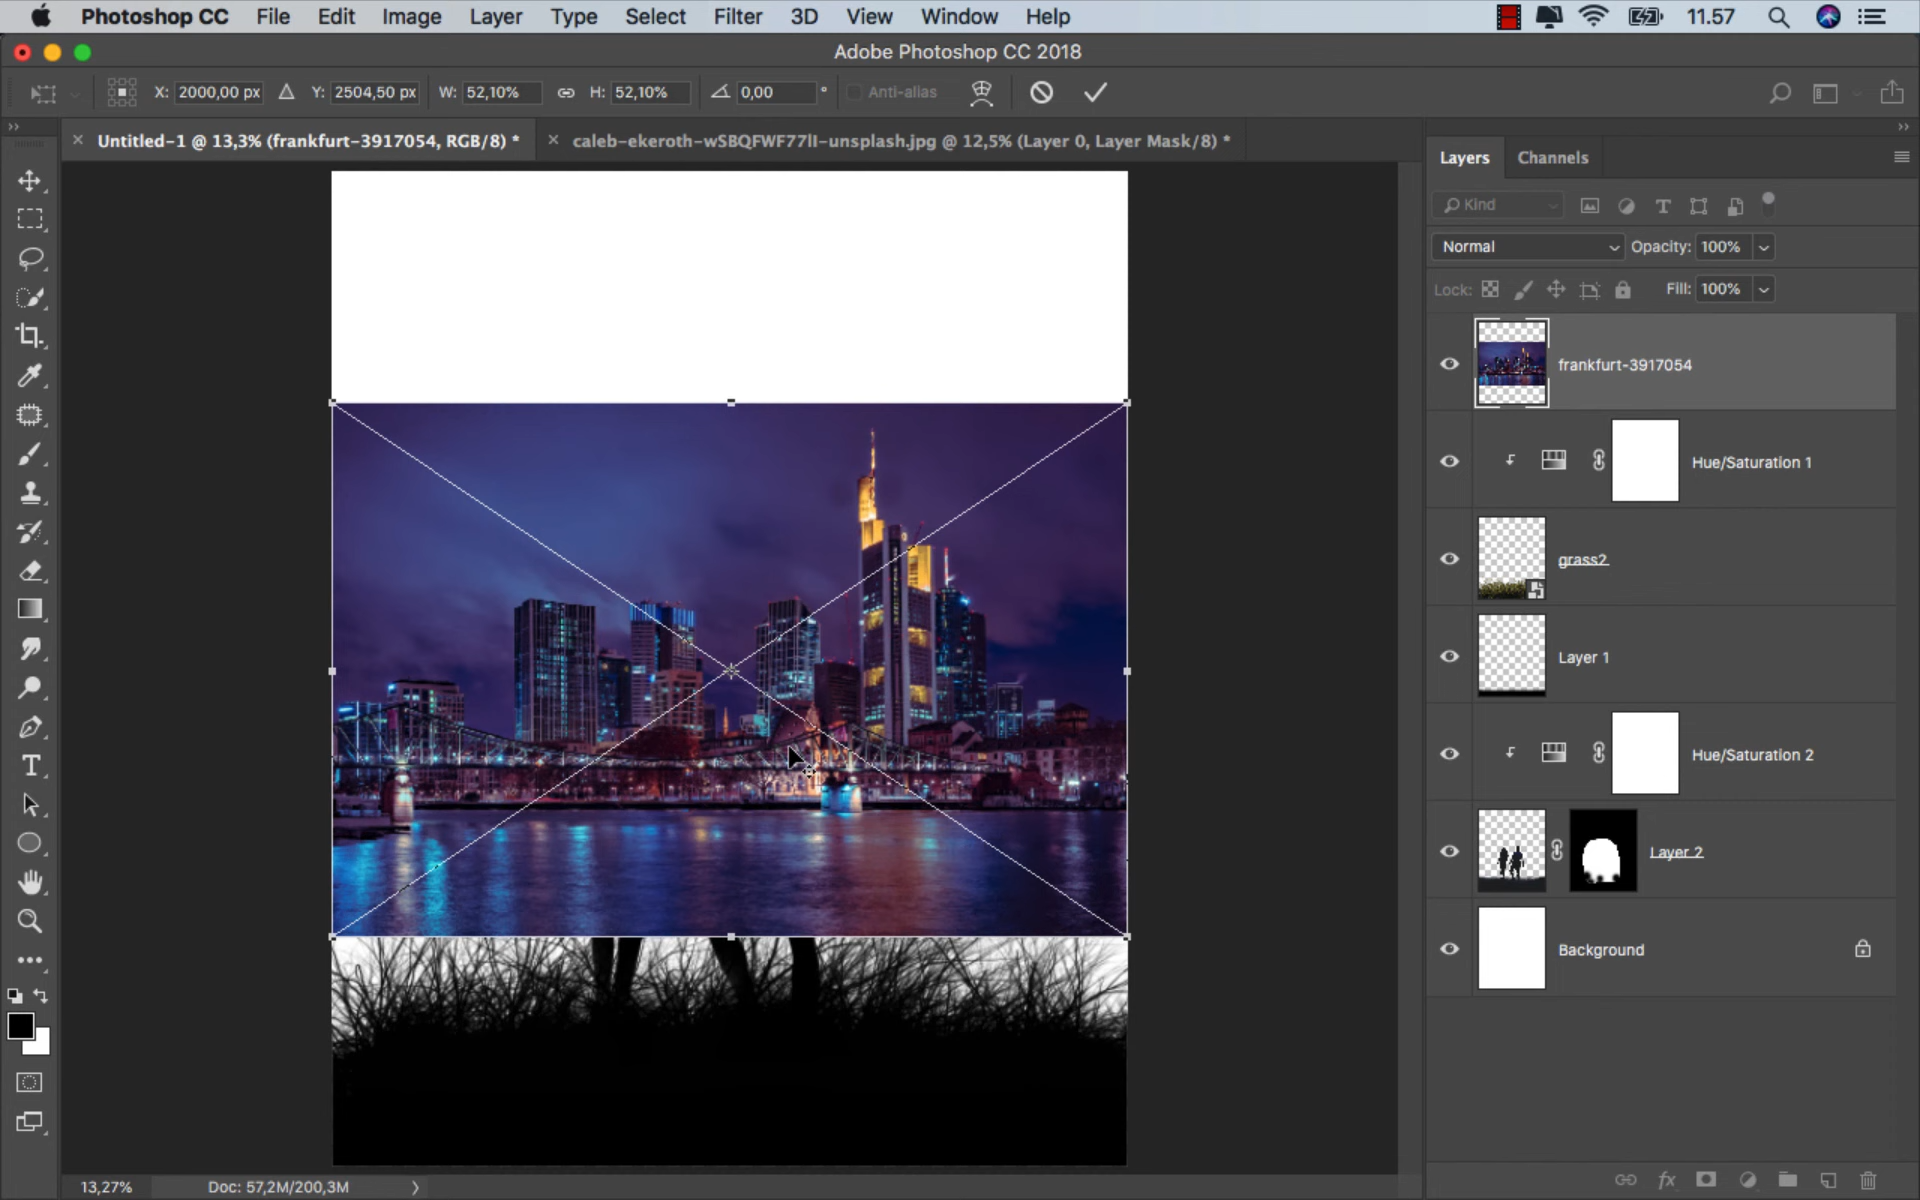 Photoshop CC File Edit Image Layer Type Select Filter 3D View Window Help 11.57
Adobe Photoshop CC 2018
X: 2000,00 px Y: 2504,50 px W: 52,10% H: 52,10% 0,00 ° Anti-alias
Untitled-1 @ 13,3% (frankfurt-3917054, RGB/8) * caleb-ekeroth-wSBQFWF77lI-unsplash.jpg @ 12,5% (Layer 0, Layer Mask/8) *
Layers Channels
Kind
Normal Opacity: 100%
Lock: Fill: 100%
frankfurt-3917054
Hue/Saturation 1
grass2
Layer 1
Hue/Saturation 2
Layer 2
Background
13,27% Doc: 57,2M/200,3M